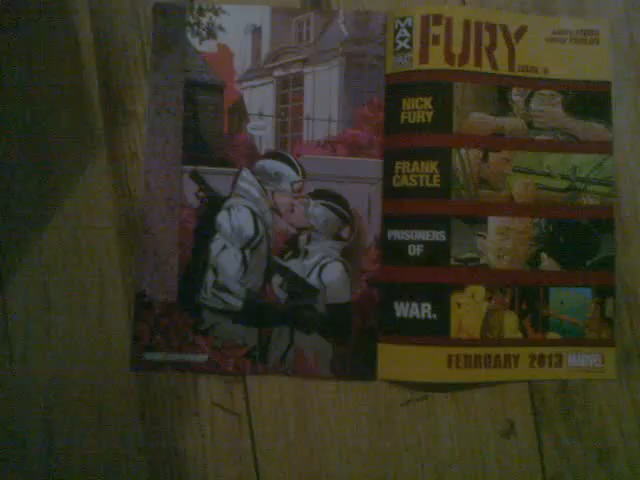 MAX
FURY
NICK
FURY
FRANK
CASTLE
PRISONERS
OF
WAR.
FEBRUARY 2013
MARVEL